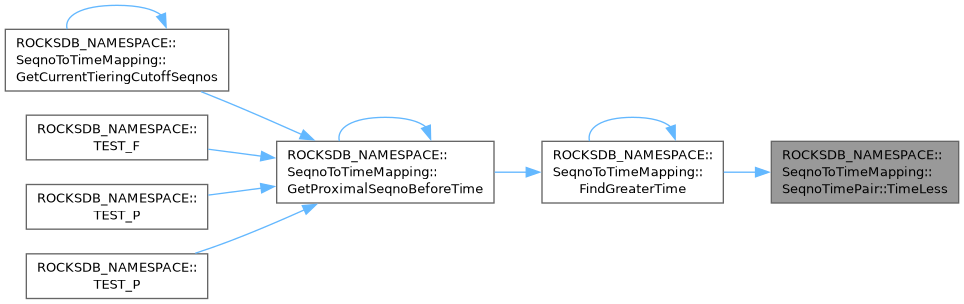 ROCKSDB_NAMESPACE::
SeqnoToTimeMapping::
GetCurrentTieringCutoffSeqnos
ROCKSDB_NAMESPACE::
TEST_F
ROCKSDB_NAMESPACE::
TEST_P
ROCKSDB_NAMESPACE::
TEST_P
ROCKSDB_NAMESPACE::
SeqnoToTimeMapping::
GetProximalSeqnoBeforeTime
ROCKSDB_NAMESPACE::
SeqnoToTimeMapping::
FindGreaterTime
ROCKSDB_NAMESPACE::
SeqnoToTimeMapping::
SeqnoTimePair::TimeLess